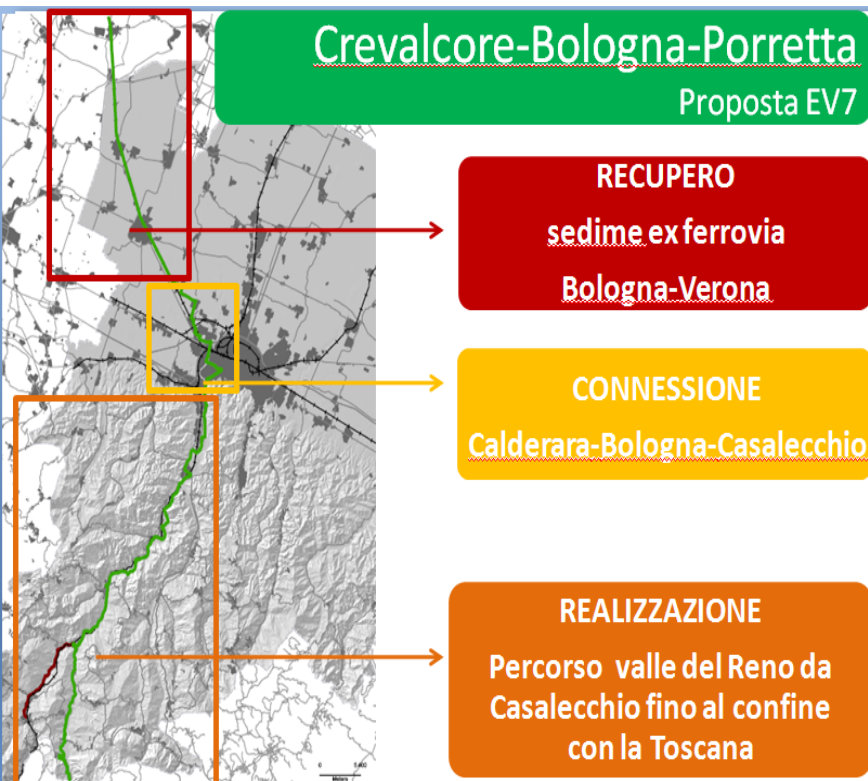 Crevalcore-Bologna-Porretta
Proposta EV7
RECUPERO
sedime ex ferrovia
Bologna-Verona
CONNESSIONE
Calderara-Bologna-Casalecchio
REALIZZAZIONE
Percorso valle del Reno da
Casalecchio fino al confine
con la Toscana